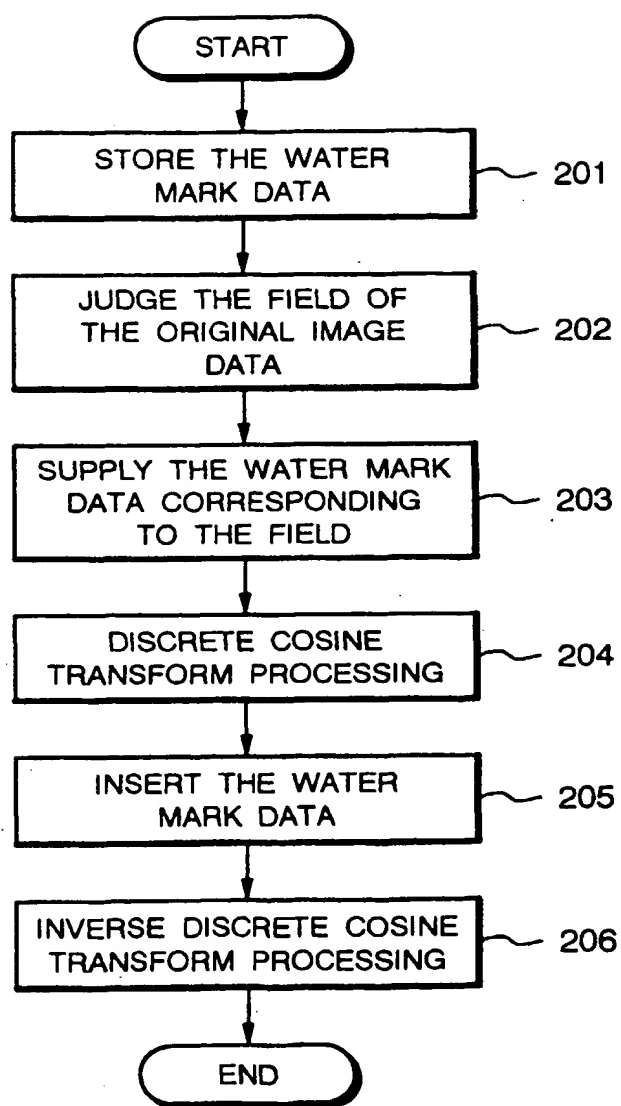 START
STORE THE WATER
MARK DATA
201
JUDGE THE FIELD OF
THE ORIGINAL IMAGE
DATA
202
SUPPLY THE WATER MARK
DATA CORRESPONDING
TO THE FIELD
203
DISCRETE COSINE
TRANSFORM PROCESSING
204
INSERT THE WATER
MARK DATA
205
INVERSE DISCRETE COSINE
TRANSFORM PROCESSING
206
END